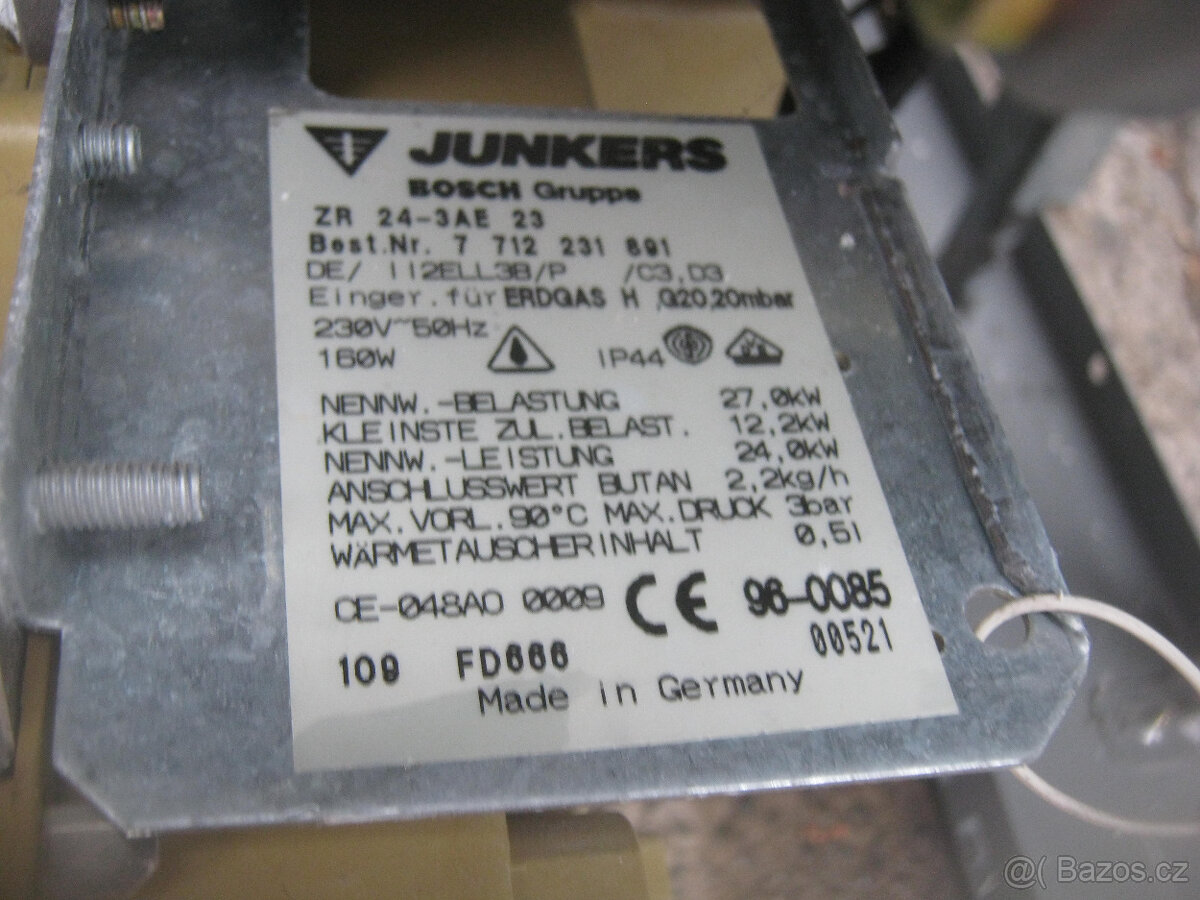 JUNKERS
BOSCH Gruppe
ZR 24-3AE 23
Best.Nr. 7 712 231 691
DE/ II2ELL3B/P /C3,D3
Einger.für ERDGAS H ,G20,20mbar
230V~50Hz
160W IP44
NENNW.-BELASTUNG 27,0kW
KLEINSTE ZUL.BELAST. 12,2kW
NENNW.-LEISTUNG 24,0kW
ANSCHLUSSWERT BUTAN 2,2kg/h
MAX.VORL.90°C MAX.DRUCK 3bar
WÄRMETAUSCHERINHALT 0,5l
CE-048AO 0009 CE 96-0085
109 FD666 00521
Made in Germany
@( Bazos.cz